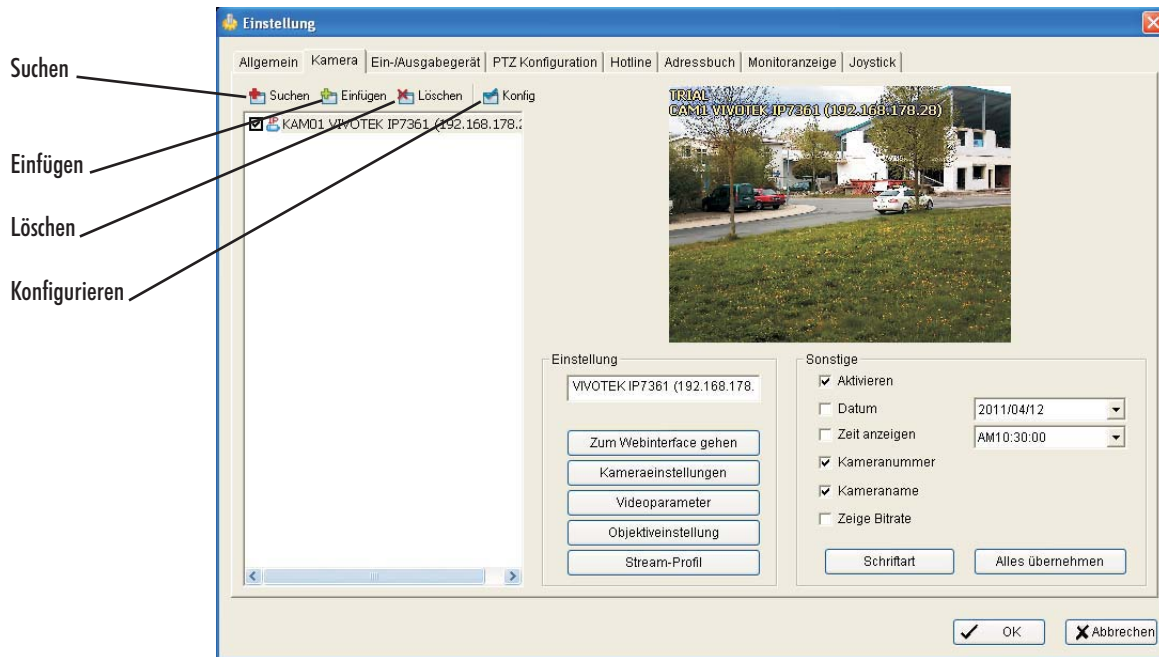 Einstellung
Allgemein Kamera Ein-/Ausgabegerät PTZ Konfiguration Hotline Adressbuch Monitoranzeige Joystick
Suchen
Suchen Einfügen Löschen Konfig
KAM01 VIVOTEK IP7361 (192.168.178.2
TRIAL
CAM1 VIVOTEK IP7361 (192.168.178.28)
Einfügen
Löschen
Konfigurieren
Einstellung
VIVOTEK IP7361 (192.168.178.
Zum Webinterface gehen
Kameraeinstellungen
Videoparameter
Objektiveinstellung
Stream-Profil
Sonstige
Aktivieren
Datum 2011/04/12
Zeit anzeigen AM10:30:00
Kameranummer
Kameraname
Zeige Bitrate
Schriftart Alles übernehmen
OK Abbrechen